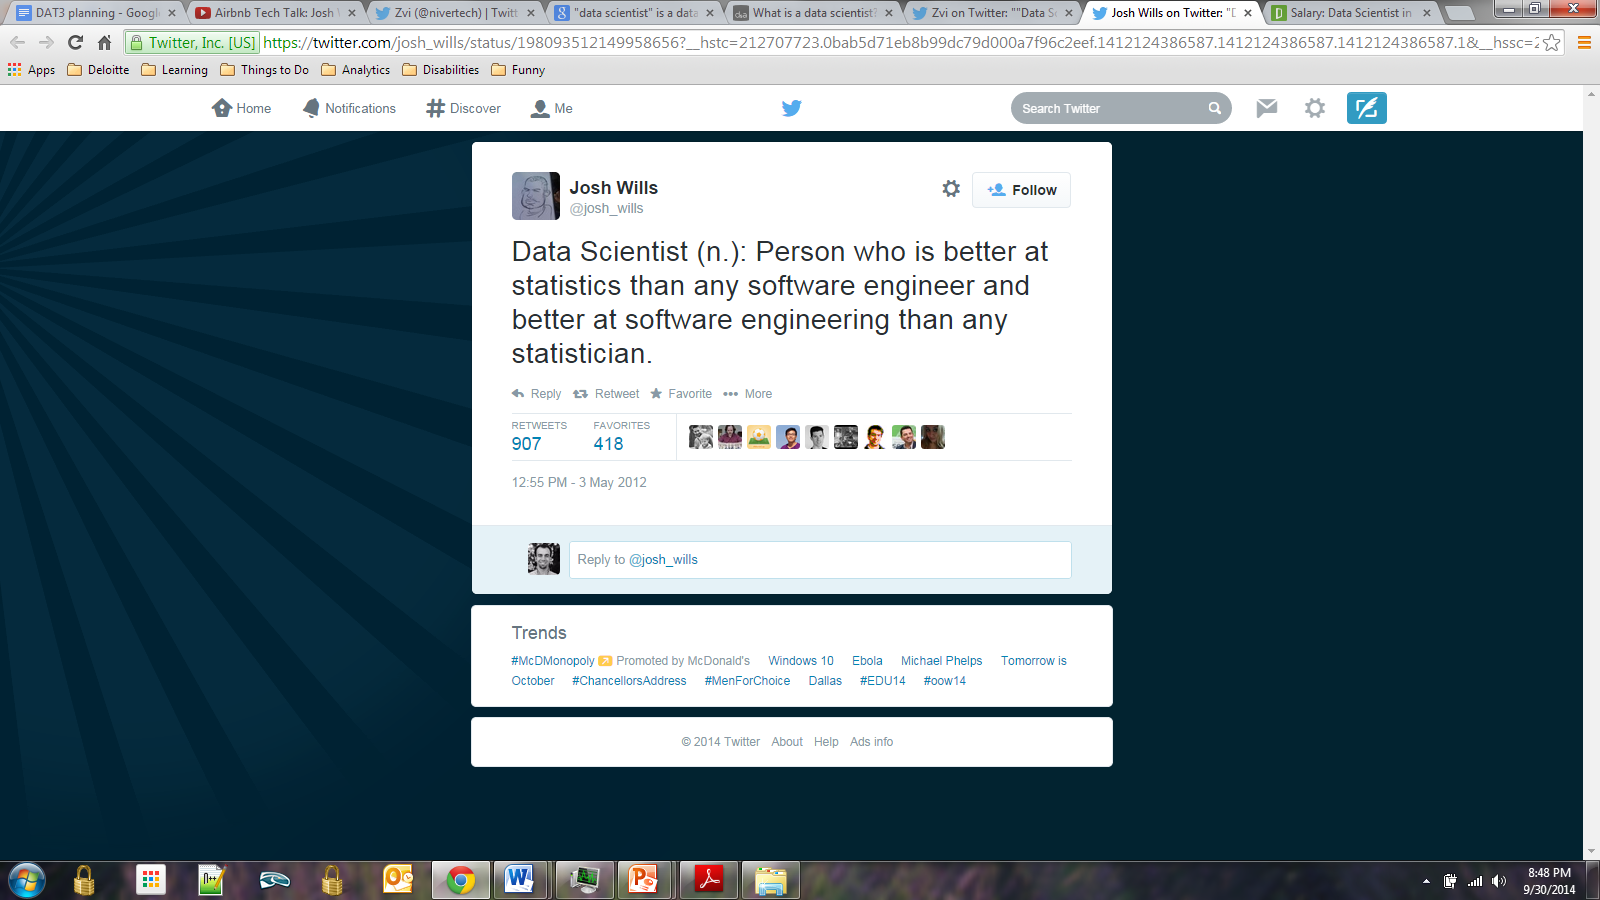 DAT3 planning - Googl
Airbnb Tech Talk: Josh
Zvi (@nivertech) | Twitt
"data scientist" is a data
What is a data scientist?
Zvi on Twitter: ""Data Sc
Josh Wills on Twitter: "D
Salary: Data Scientist in
Twitter, Inc. [US] https://twitter.com/josh_wills/status/198093512149958656?__hstc=212707723.0bab5d71eb8b99dc79d000a7f96c2eef.1412124386587.1412124386587.1412124386587.1&__hssc=2
Apps Deloitte Learning Things to Do Analytics Disabilities Funny
Home Notifications Discover Me Search Twitter
Josh Wills
@josh_wills
Follow
Data Scientist (n.): Person who is better at
statistics than any software engineer and
better at software engineering than any
statistician.
Reply Retweet Favorite More
RETWEETS FAVORITES
907 418
12:55 PM - 3 May 2012
Reply to @josh_wills
Trends
#McDMonopoly Promoted by McDonald's Windows 10 Ebola Michael Phelps Tomorrow is
October #ChancellorsAddress #MenForChoice Dallas #EDU14 #oow14
© 2014 Twitter About Help Ads info
8:48 PM
9/30/2014